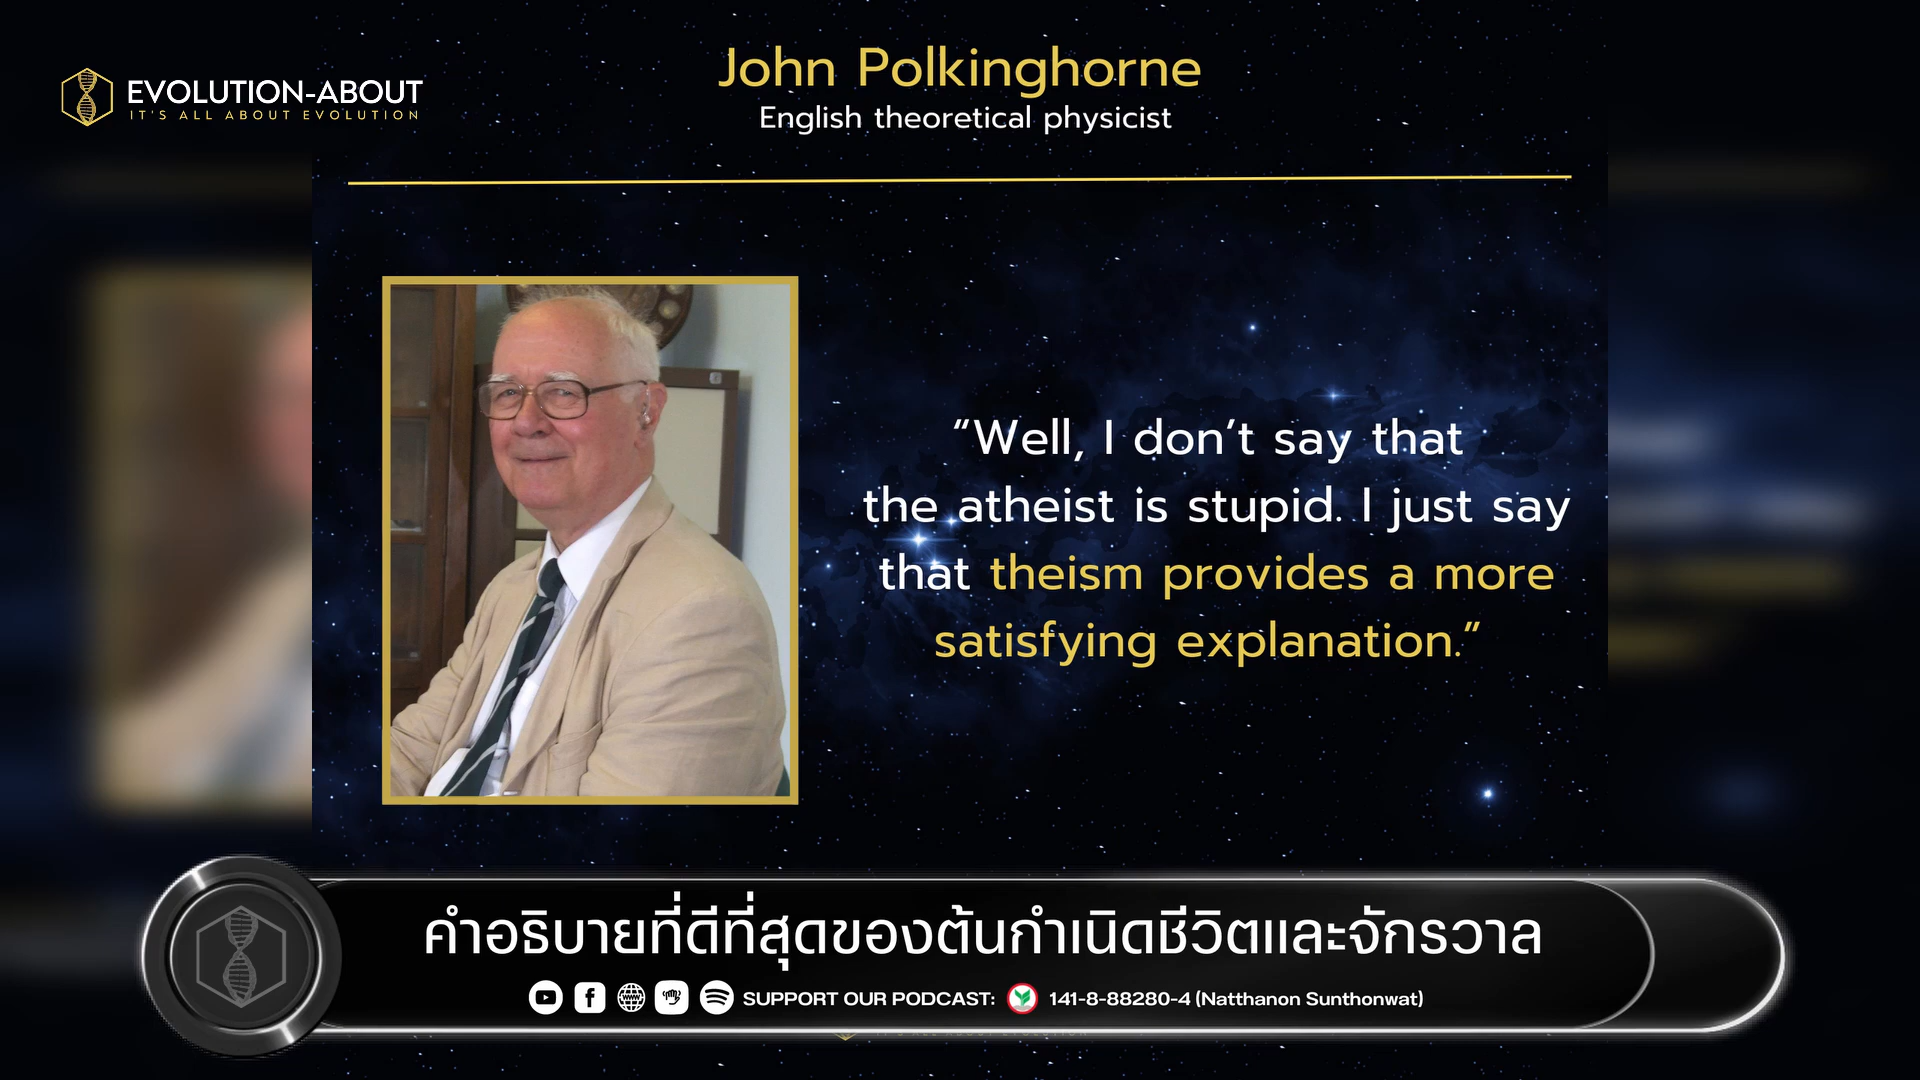 EVOLUTION-ABOUT
IT'S ALL ABOUT EVOLUTION
John Polkinghorne
English theoretical physicist
“Well, I don’t say that
the atheist is stupid. I just say
that theism provides a more
satisfying explanation.”
คำอธิบายที่ดีที่สุดของต้นกำเนิดชีวิตและจักรวาล
SUPPORT OUR PODCAST: 141-8-88280-4 (Natthanon Sunthonwat)